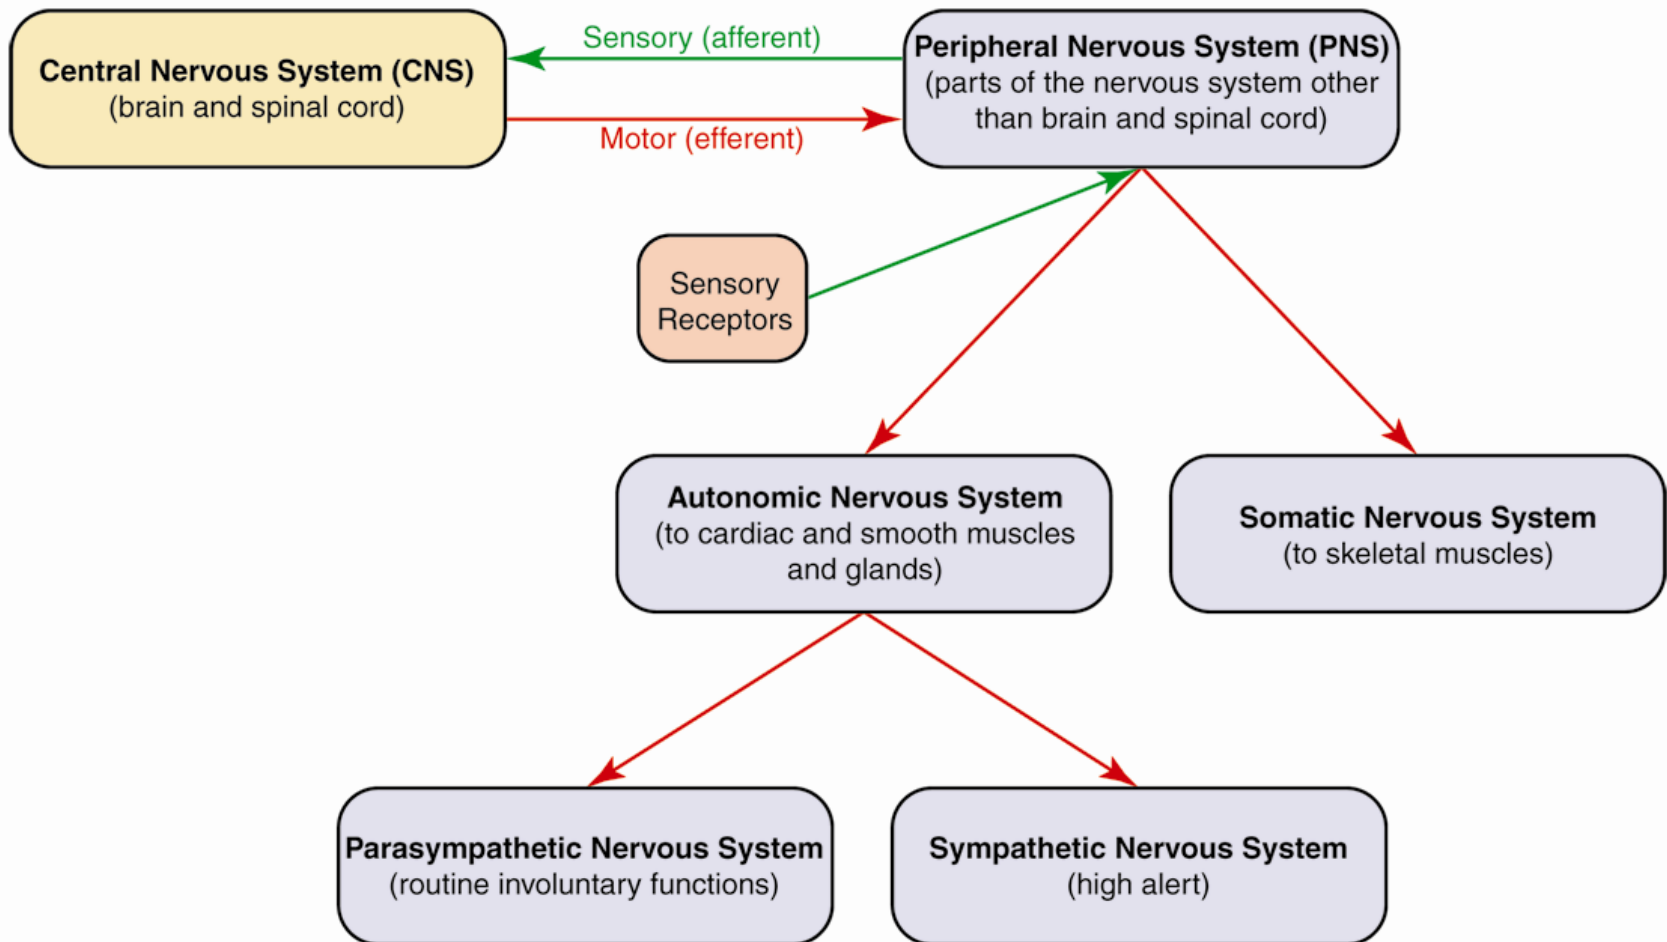 Central Nervous System (CNS)
(brain and spinal cord)
Sensory (afferent)
Motor (efferent)
Peripheral Nervous System (PNS)
(parts of the nervous system other
than brain and spinal cord)
Sensory
Receptors
Autonomic Nervous System
(to cardiac and smooth muscles
and glands)
Somatic Nervous System
(to skeletal muscles)
Parasympathetic Nervous System
(routine involuntary functions)
Sympathetic Nervous System
(high alert)